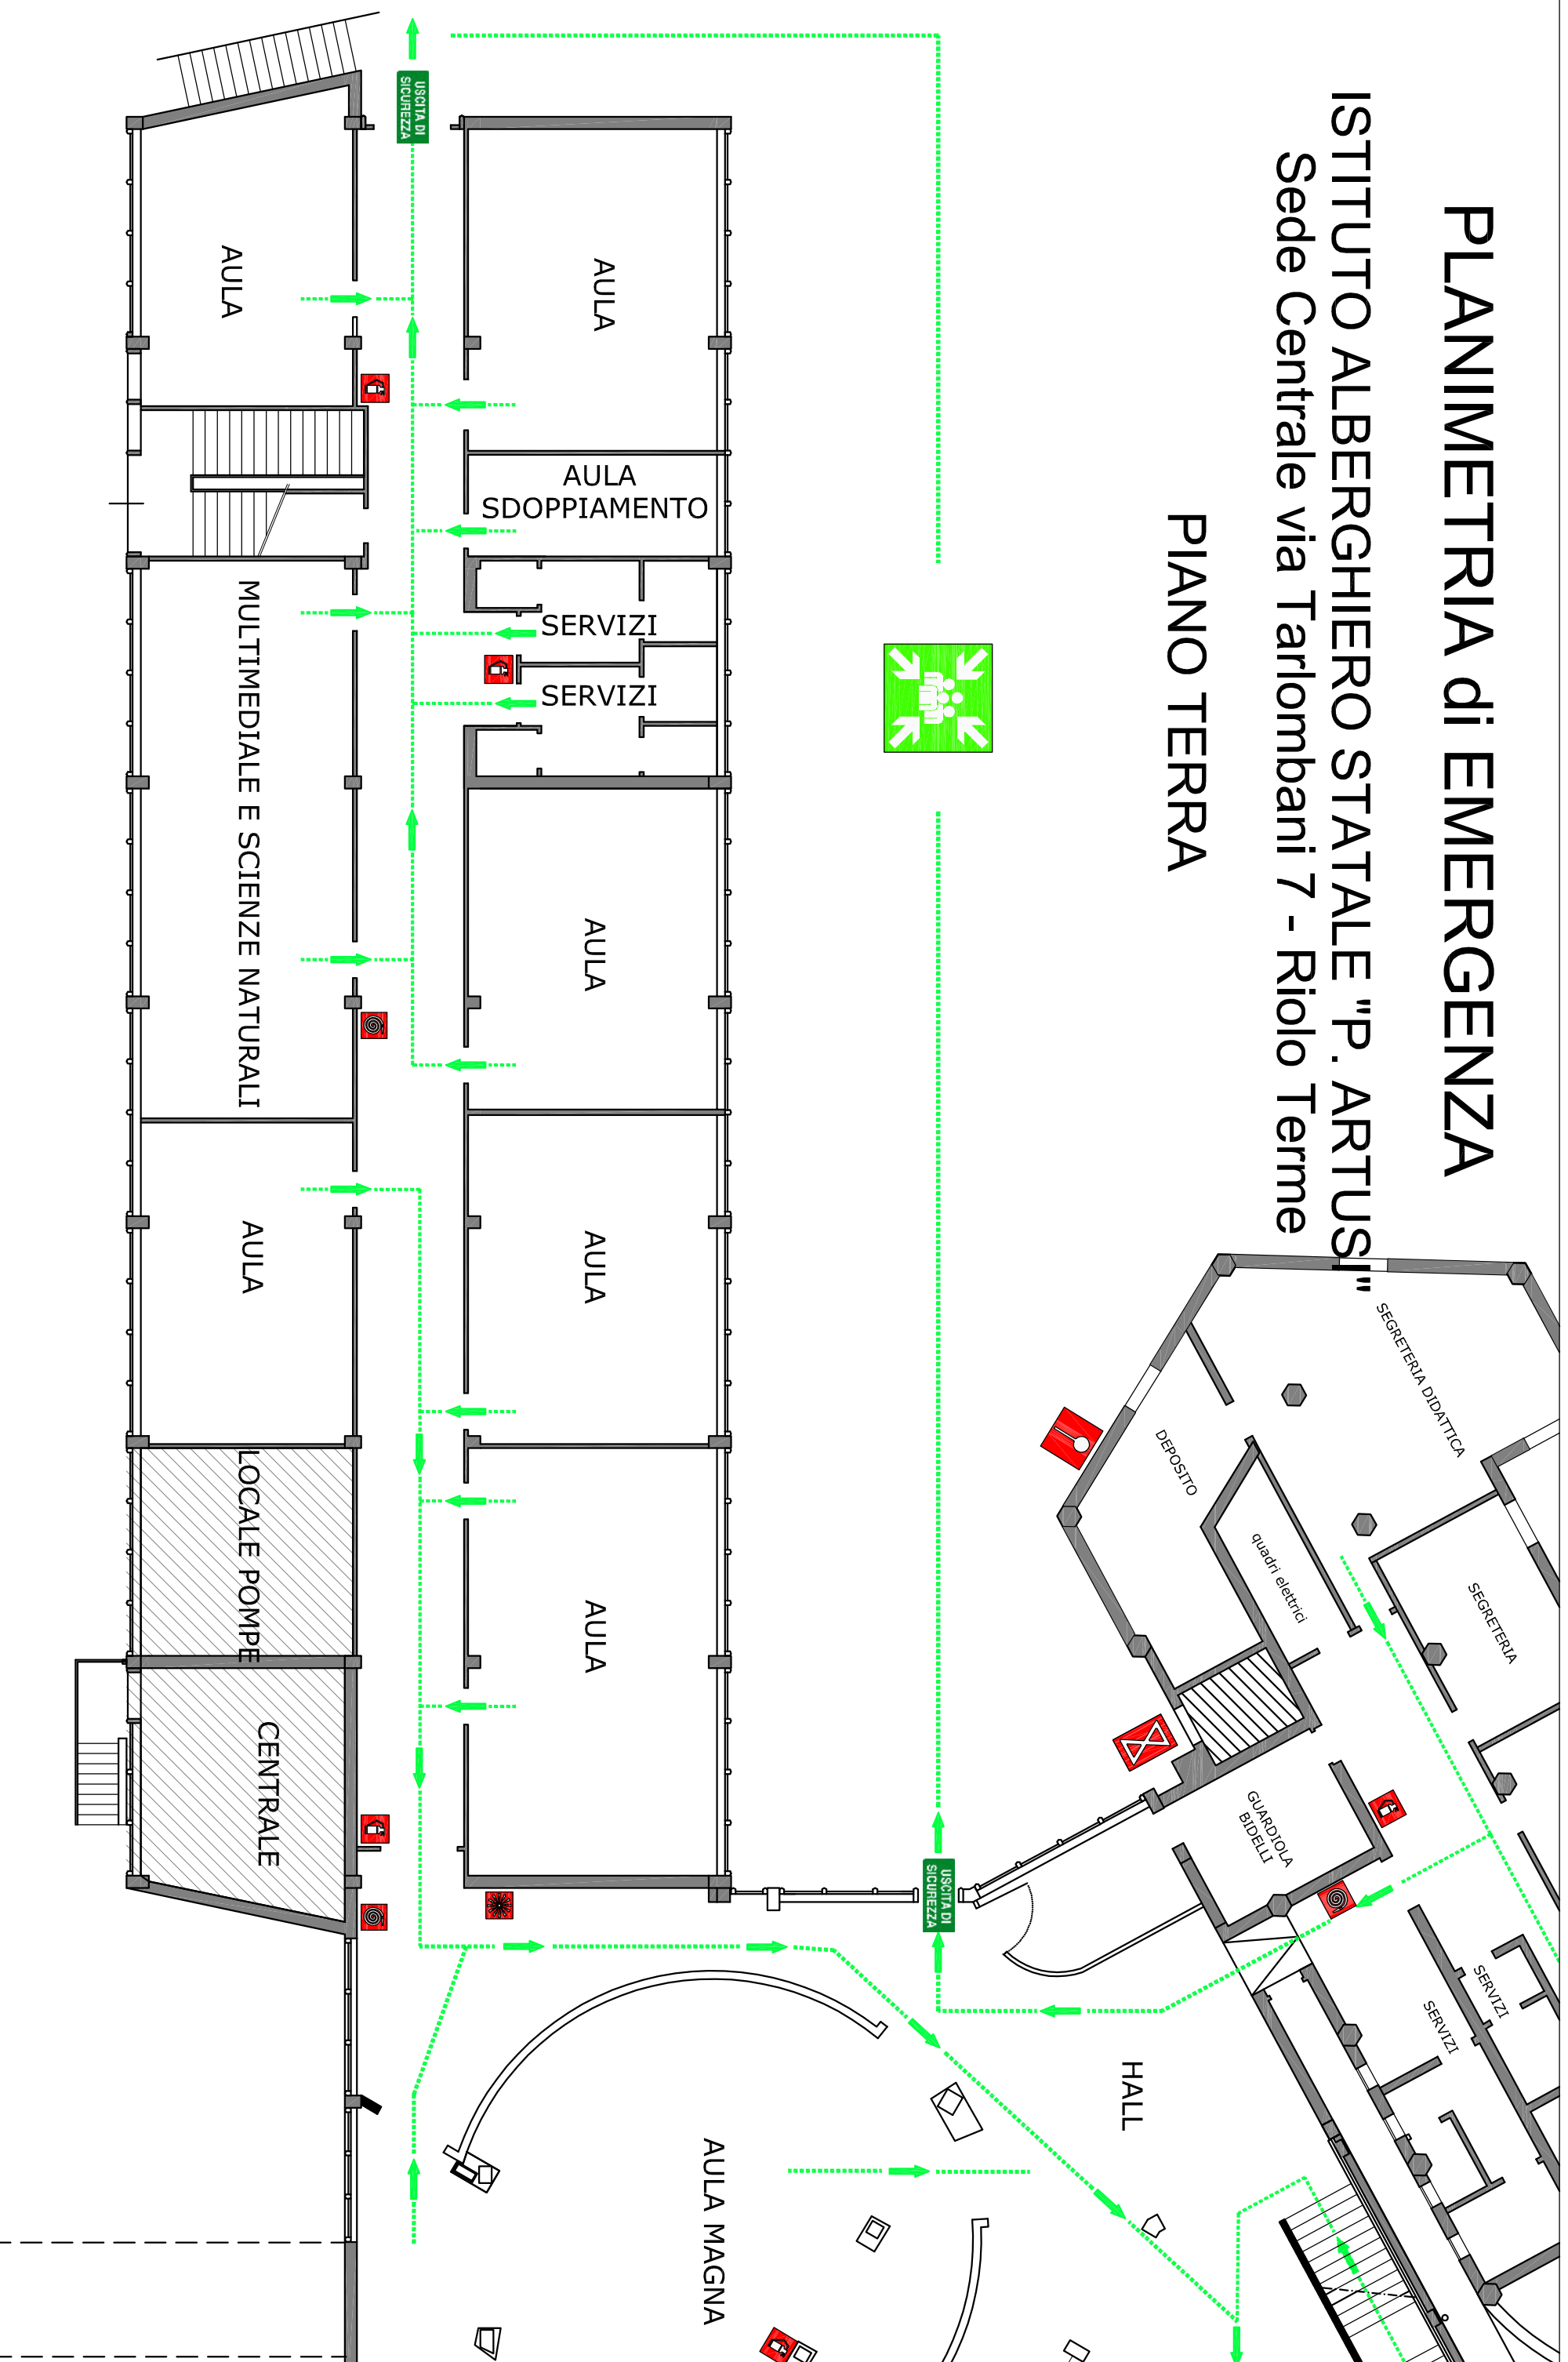 PLANIMETRIA di EMERGENZA
ISTITUTO ALBERGHIERO STATALE "P. ARTUSI"
Sede Centrale via Tarlombani 7 - Riolo Terme
PIANO TERRA
SEGRETERIA DIDATTICA
SEGRETERIA
DEPOSITO
quadri elettrici
GUARDIOLA
BIDELLI
SERVIZI
SERVIZI
HALL
USCITA DI
SICUREZZA
AULA MAGNA
AULA
AULA
SDOPPIAMENTO
SERVIZI
SERVIZI
AULA
AULA
AULA
USCITA DI
SICUREZZA
AULA
MULTIMEDIALE E SCIENZE NATURALI
AULA
LOCALE POMPE
CENTRALE